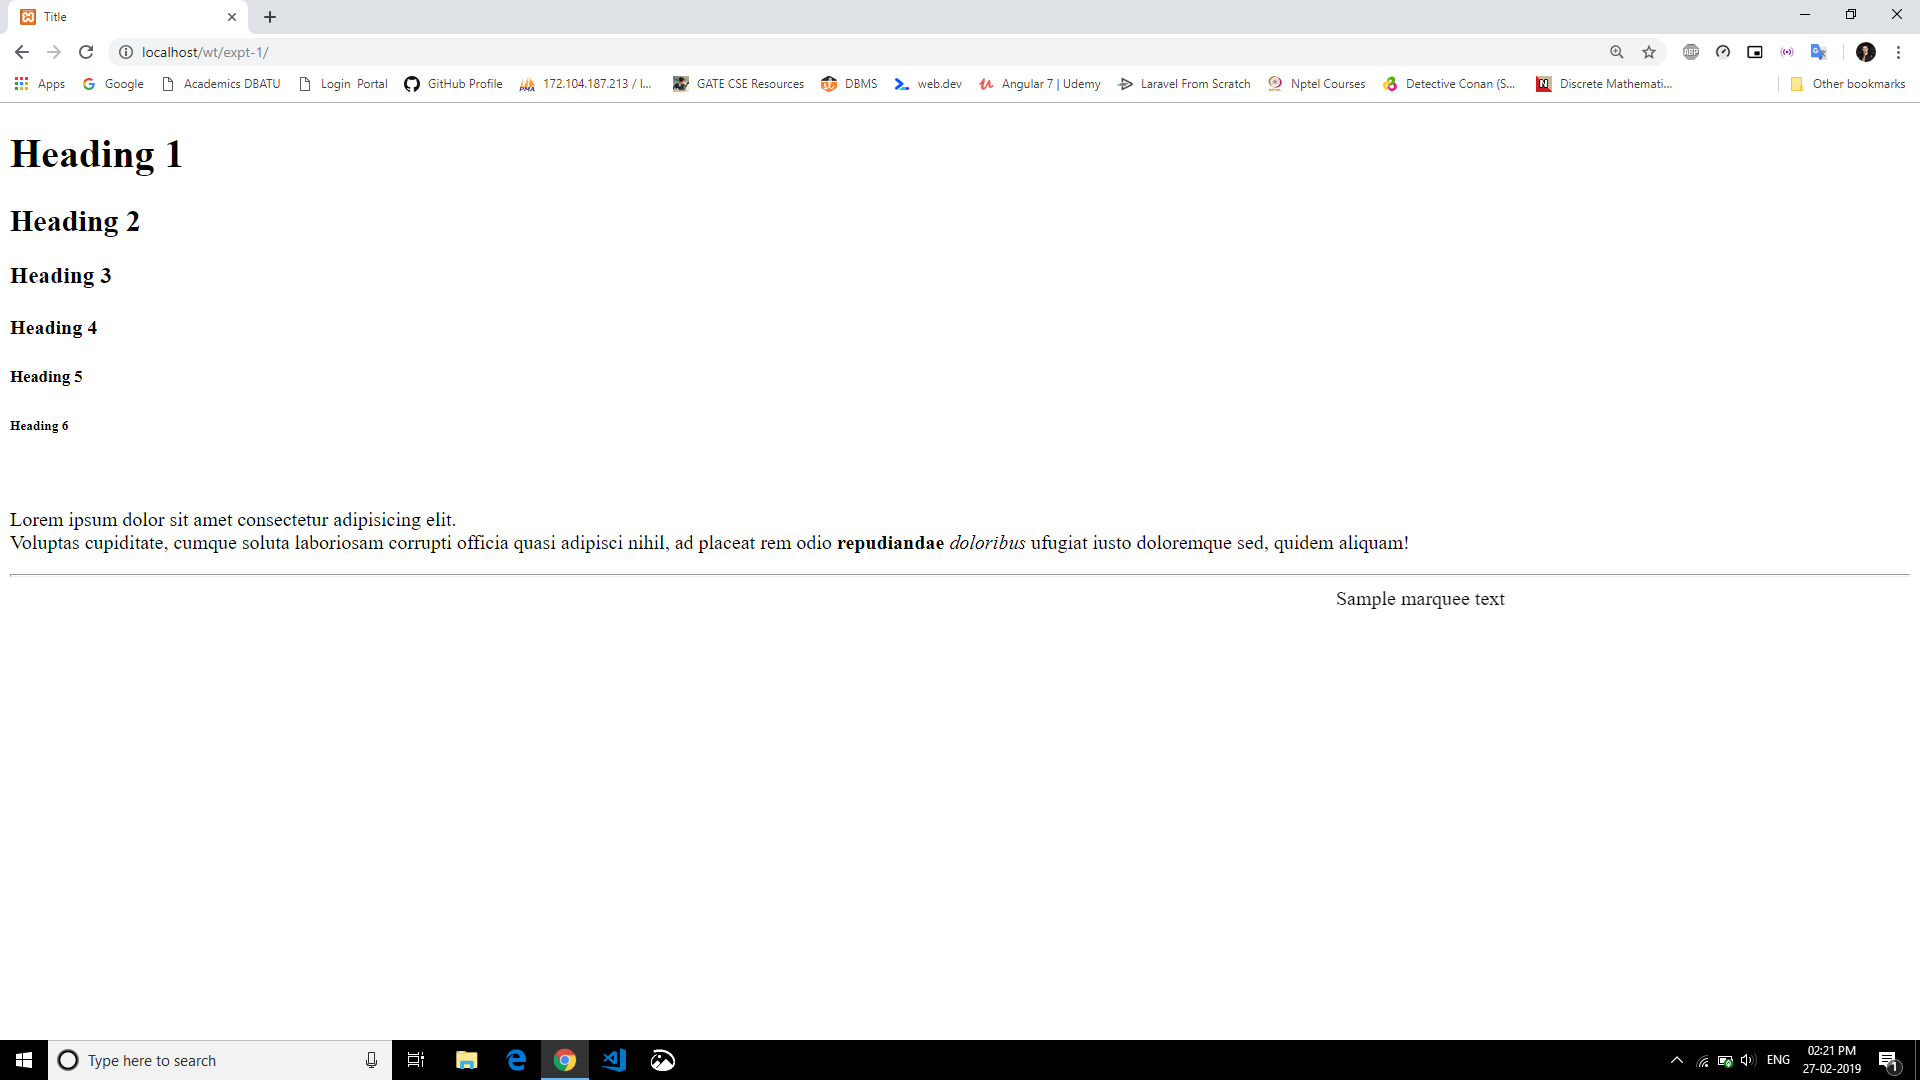 Title
localhost/wt/expt-1/
ABP
Apps Google Academics DBATU Login Portal GitHub Profile PMA 172.104.187.213 / l... GATE CSE Resources DBMS web.dev Angular 7 | Udemy Laravel From Scratch Nptel Courses Detective Conan (S... Discrete Mathemati... Other bookmarks
Heading 1
Heading 2
Heading 3
Heading 4
Heading 5
Heading 6
Lorem ipsum dolor sit amet consectetur adipisicing elit.
Voluptas cupiditate, cumque soluta laboriosam corrupti officia quasi adipisci nihil, ad placeat rem odio repudiandae doloribus ufugiat iusto doloremque sed, quidem aliquam!
Sample marquee text
Type here to search
ENG
02:21 PM
27-02-2019
1